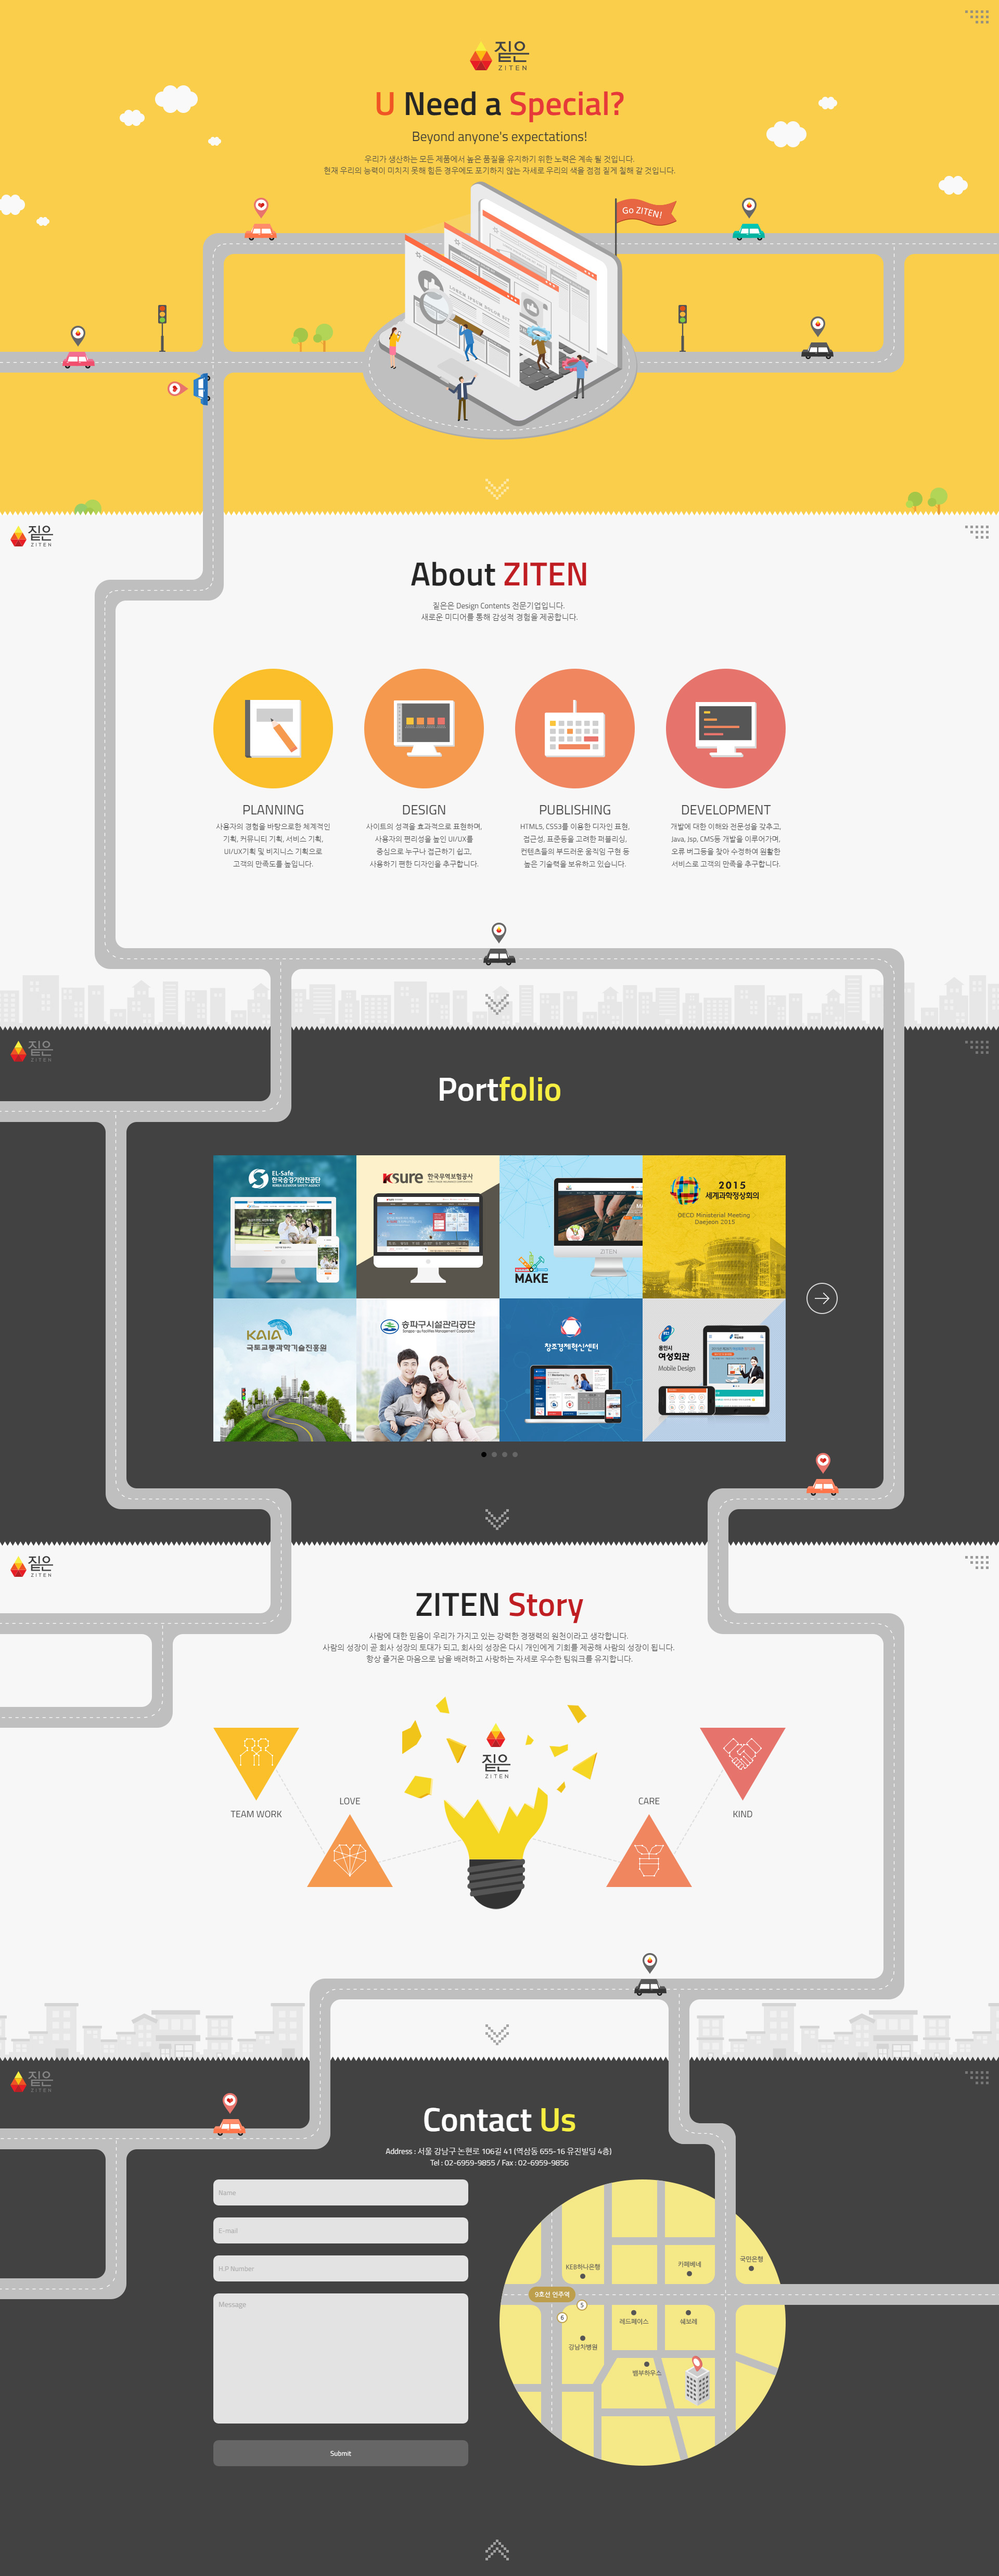 짙은
ZITEN
U Need a Special?
Beyond anyone's expectations!
우리가 생산하는 모든 제품에서 높은 품질을 유지하기 위한 노력은 계속 될 것입니다.
현재 우리의 능력이 미치지 못해 힘든 경우에도 포기하지 않는 자세로 우리의 색을 점점 짙게 칠해 갈 것입니다.
Go ZITEN!
LOREM IPSUM DOLOR SIT
짙은
ZITEN
About ZITEN
짙은은 Design Contents 전문기업입니다.
새로운 미디어를 통해 감성적 경험을 제공합니다.
PLANNING
사용자의 경험을 바탕으로한 체계적인
기획, 커뮤니티 기획, 서비스 기획,
UI/UX기획 및 비지니스 기획으로
고객의 만족도를 높입니다.
DESIGN
사이트의 성격을 효과적으로 표현하며,
사용자의 편리성을 높인 UI/UX를
중심으로 누구나 접근하기 쉽고,
사용하기 편한 디자인을 추구합니다.
PUBLISHING
HTML5, CSS3를 이용한 디자인 표현,
접근성, 표준등을 고려한 퍼블리싱,
컨텐츠들의 부드러운 움직임 구현 등
높은 기술력을 보유하고 있습니다.
DEVELOPMENT
개발에 대한 이해와 전문성을 갖추고,
Java, Jsp, CMS등 개발을 이루어가며,
오류 버그등을 찾아 수정하여 원활한
서비스로 고객의 만족을 추구합니다.
짙은
ZITEN
Portfolio
EL-Safe
한국승강기안전공단
KOREA ELEVATOR SAFETY AGENCY
Ksure 한국무역보험공사
ZITEN
MAKE
2015
세계과학정상회의
OECD Ministerial Meeting
Daejeon 2015
KAIA
국토교통과학기술진흥원
송파구시설관리공단
Songpa-gu Facilities Management Corporation
창조경제혁신센터
용인시
여성회관
Mobile Design
짙은
ZITEN
ZITEN Story
사람에 대한 믿음이 우리가 가지고 있는 강력한 경쟁력의 원천이라고 생각합니다.
사람의 성장이 곧 회사 성장의 토대가 되고, 회사의 성장은 다시 개인에게 기회를 제공해 사람의 성장이 됩니다.
항상 즐거운 마음으로 남을 배려하고 사랑하는 자세로 우수한 팀워크를 유지합니다.
짙은
ZITEN
TEAM WORK
LOVE
CARE
KIND
짙은
ZITEN
Contact Us
Address : 서울 강남구 논현로 106길 41 (역삼동 655-16 유진빌딩 4층)
Tel : 02-6959-9855 / Fax : 02-6959-9856
Name
E-mail
H.P Number
Message
Submit
KEB하나은행
카페베네
국민은행
9호선 언주역
5
6
레드페이스
쉐보레
강남차병원
뱀부하우스